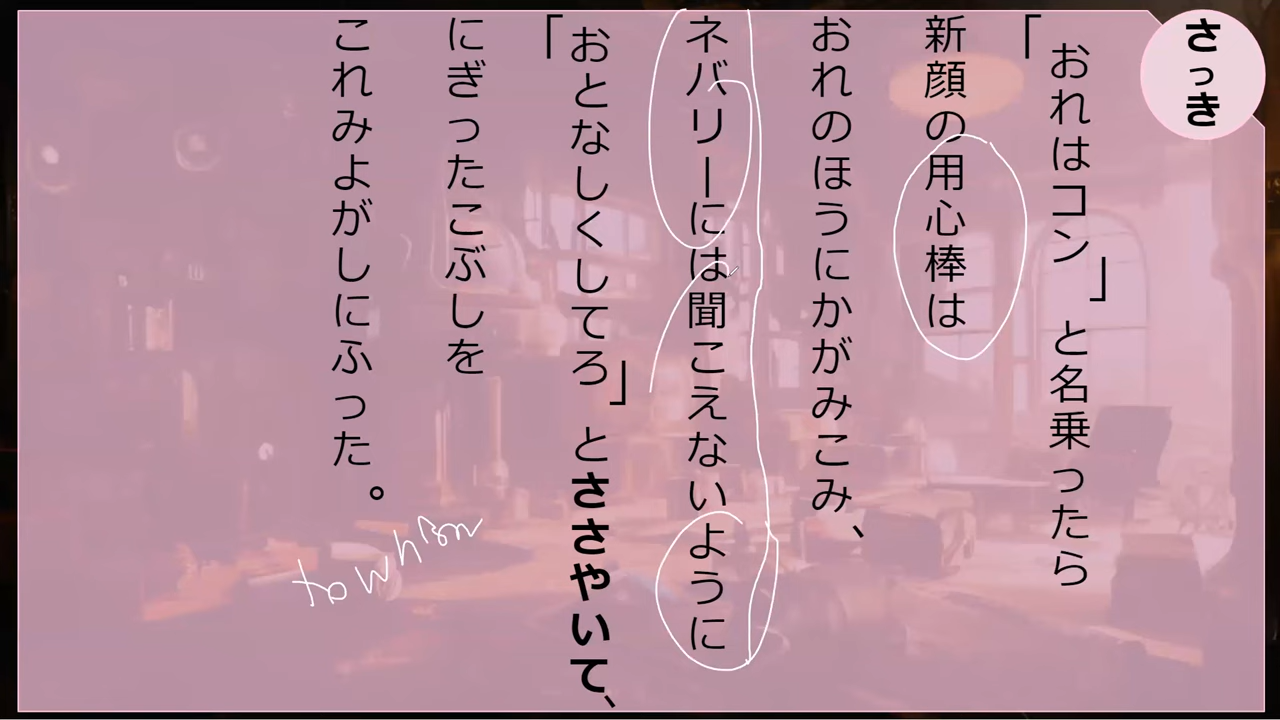 さっき
「おれはコン」と名乗ったら
新顔の用心棒は
おれのほうにかがみこみ、
ネバリーには聞こえないように
「おとなしくしてろ」とささやいて、
にぎったこぶしを
これみよがしにふった。